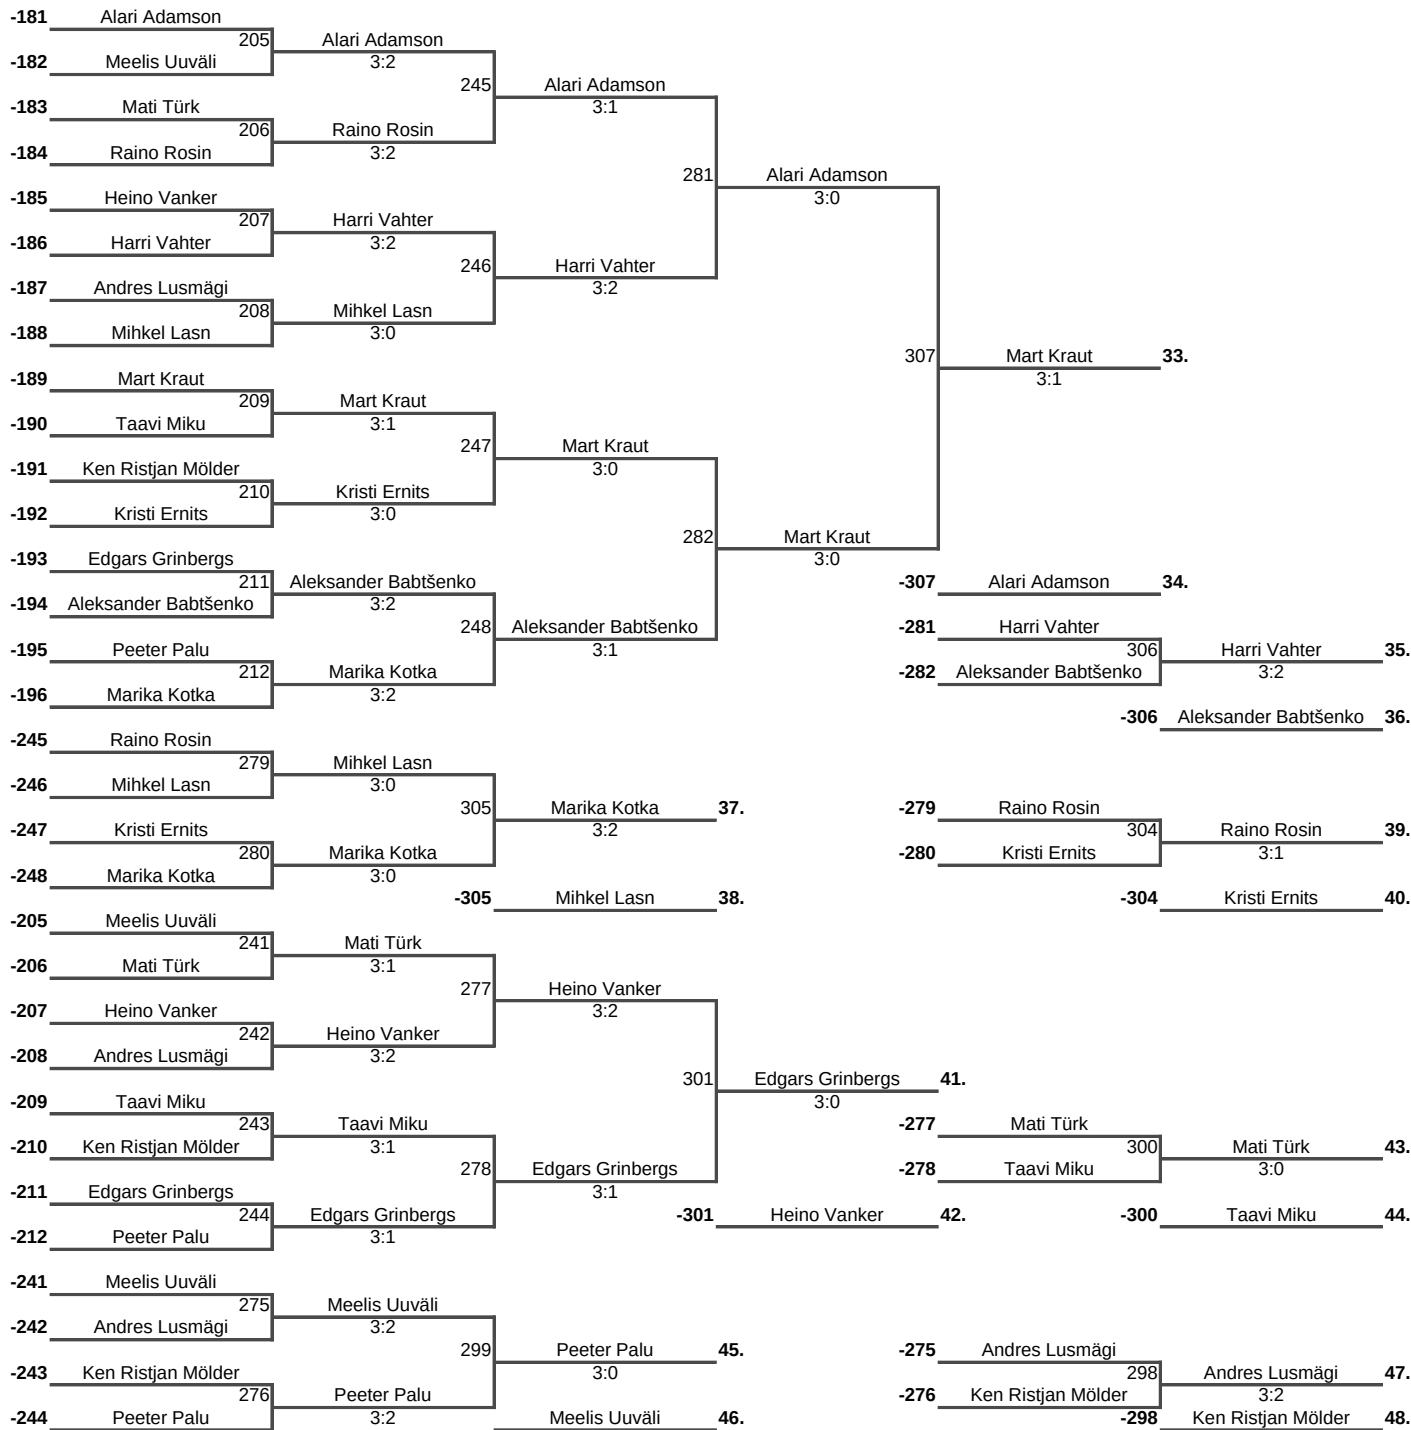 -181 Alari Adamson
205 Alari Adamson
-182 Meelis Uuväli 3:2
245 Alari Adamson
-183 Mati Türk 3:1
206 Raino Rosin
-184 Raino Rosin 3:2
281 Alari Adamson
-185 Heino Vanker 3:0
207 Harri Vahter
-186 Harri Vahter 3:2
246 Harri Vahter
-187 Andres Lusmägi 3:2
208 Mihkel Lasn
-188 Mihkel Lasn 3:0
307 Mart Kraut 33.
-189 Mart Kraut 3:1
209 Mart Kraut
-190 Taavi Miku 3:1
247 Mart Kraut
-191 Ken Ristjan Mölder 3:0
210 Kristi Ernits
-192 Kristi Ernits 3:0
282 Mart Kraut
-193 Edgars Grinbergs 3:0
211 Aleksander Babtšenko -307 Alari Adamson 34.
-194 Aleksander Babtšenko 3:2
248 Aleksander Babtšenko -281 Harri Vahter
-195 Peeter Palu 3:1 306 Harri Vahter 35.
212 Marika Kotka -282 Aleksander Babtšenko 3:2
-196 Marika Kotka 3:2
-306 Aleksander Babtšenko 36.
-245 Raino Rosin
279 Mihkel Lasn
-246 Mihkel Lasn 3:0
305 Marika Kotka 37. -279 Raino Rosin
-247 Kristi Ernits 3:2 304 Raino Rosin 39.
280 Marika Kotka -280 Kristi Ernits 3:1
-248 Marika Kotka 3:0
-305 Mihkel Lasn 38. -304 Kristi Ernits 40.
-205 Meelis Uuväli
241 Mati Türk
-206 Mati Türk 3:1
277 Heino Vanker
-207 Heino Vanker 3:2
242 Heino Vanker
-208 Andres Lusmägi 3:2
301 Edgars Grinbergs 41.
-209 Taavi Miku 3:0
243 Taavi Miku -277 Mati Türk
-210 Ken Ristjan Mölder 3:1 300 Mati Türk 43.
278 Edgars Grinbergs -278 Taavi Miku 3:0
-211 Edgars Grinbergs 3:1
244 Edgars Grinbergs -301 Heino Vanker 42. -300 Taavi Miku 44.
-212 Peeter Palu 3:1
-241 Meelis Uuväli
275 Meelis Uuväli
-242 Andres Lusmägi 3:2
299 Peeter Palu 45. -275 Andres Lusmägi
-243 Ken Ristjan Mölder 3:0 298 Andres Lusmägi 47.
276 Peeter Palu -276 Ken Ristjan Mölder 3:2
-244 Peeter Palu 3:2 Meelis Uuväli 46. -298 Ken Ristjan Mölder 48.